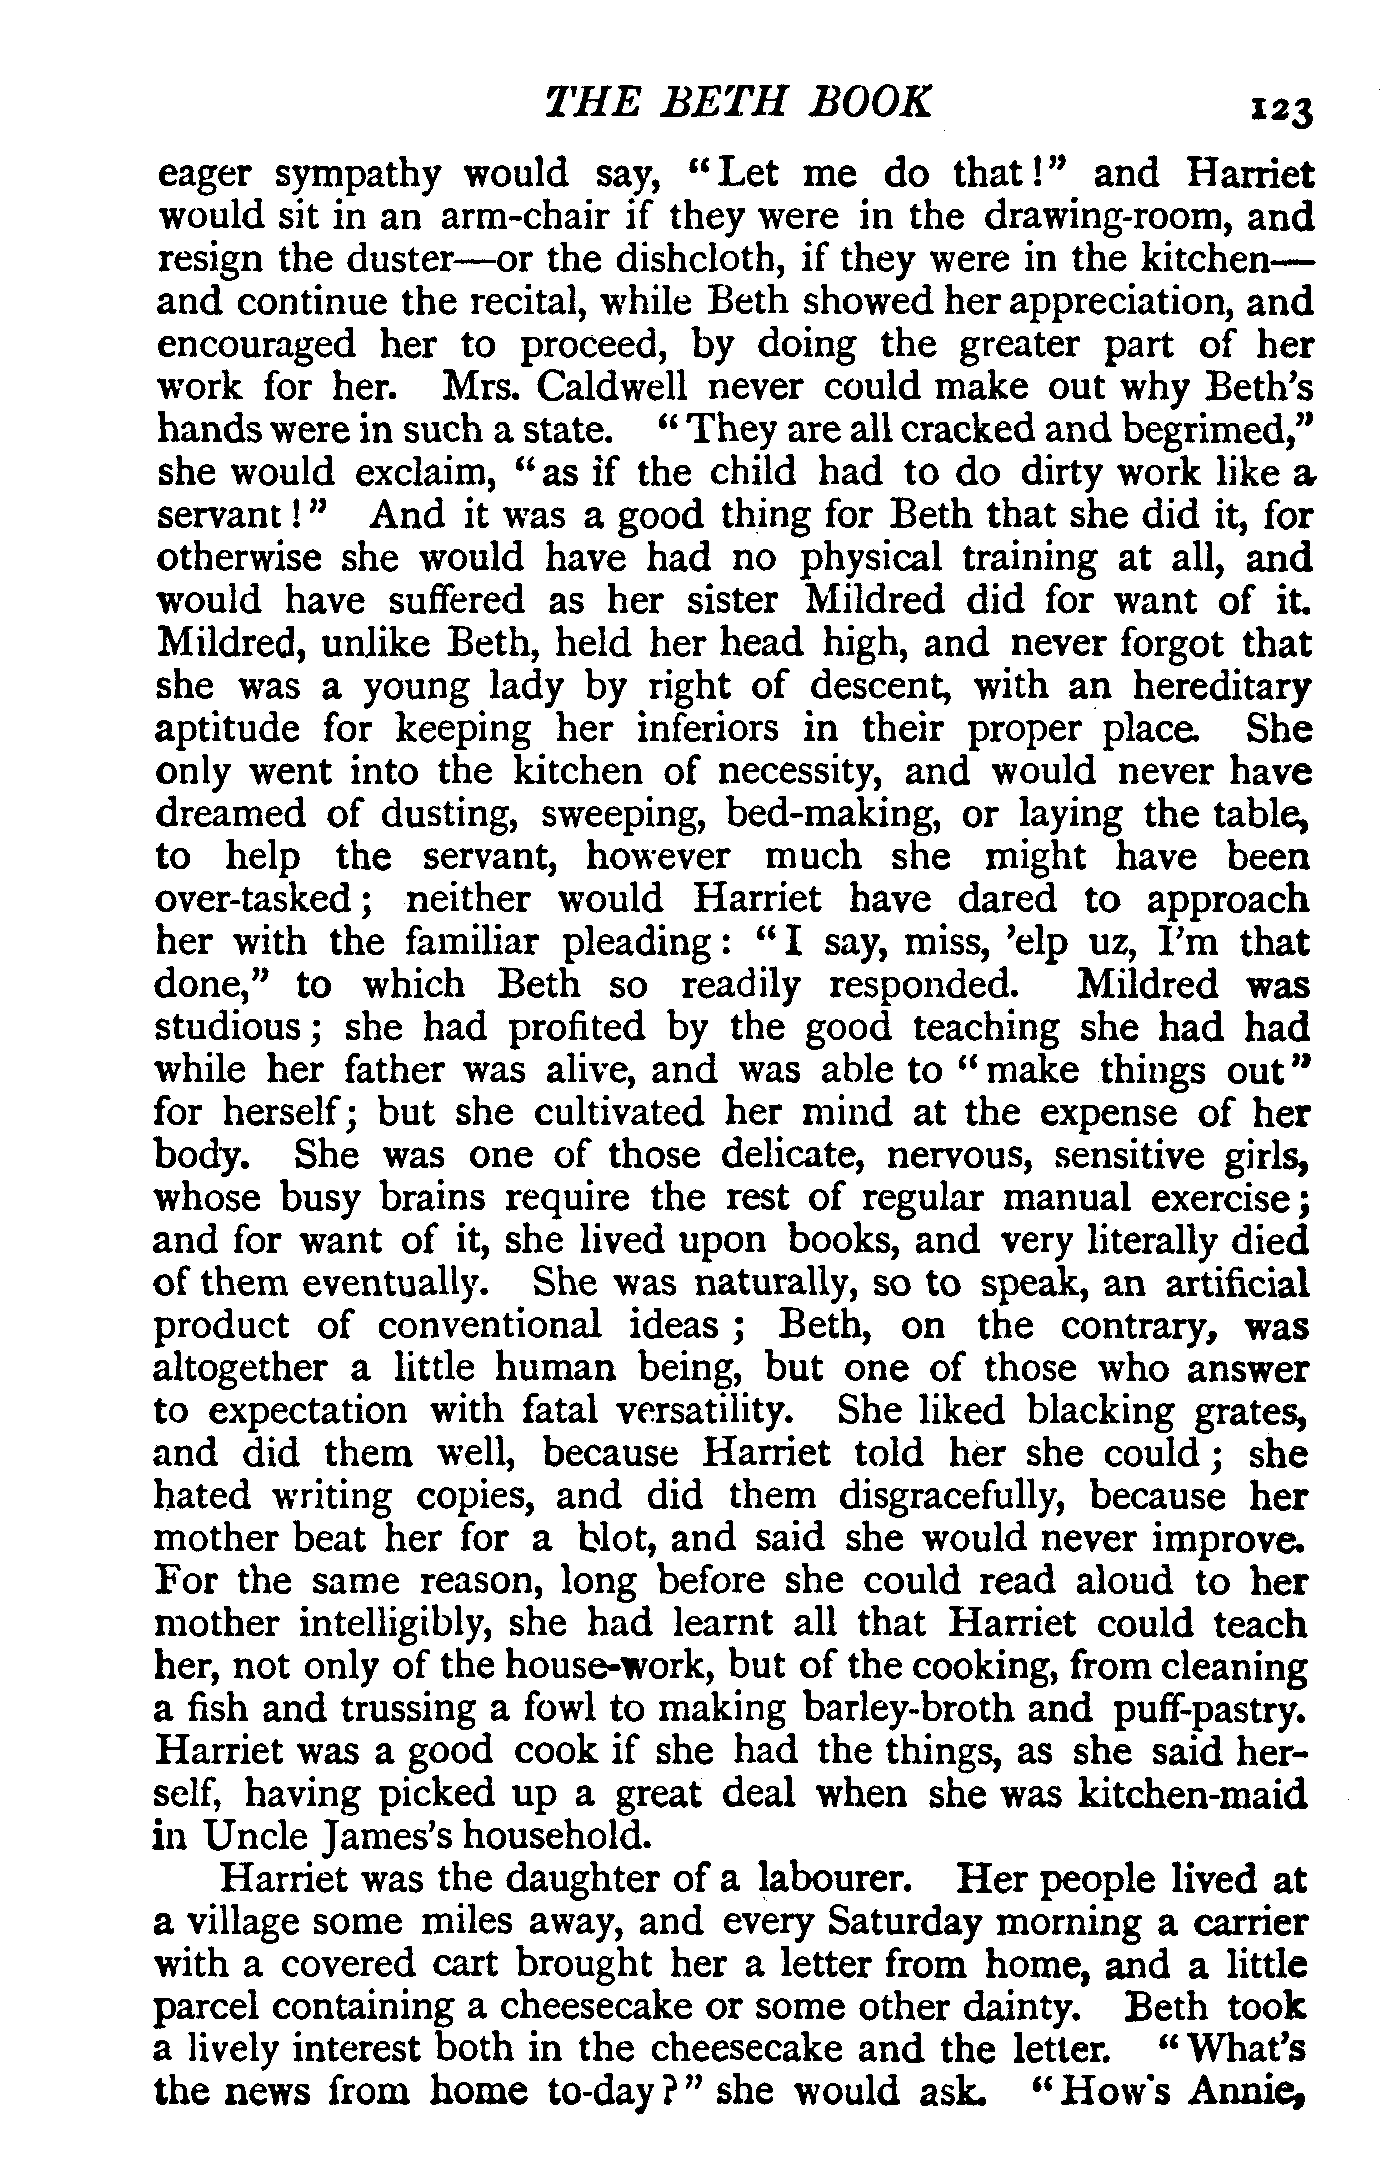 THE BETH BOOK 123
eager sympathy would say, "Let me do that!" and Harriet
would sit in an arm-chair if they were in the drawing-room, and
resign the duster—or the dishcloth, if they were in the kitchen—
and continue the recital, while Beth showed her appreciation, and
encouraged her to proceed, by doing the greater part of her
work for her. Mrs. Caldwell never could make out why Beth's
hands were in such a state. "They are all cracked and begrimed,"
she would exclaim, "as if the child had to do dirty work like a
servant!" And it was a good thing for Beth that she did it, for
otherwise she would have had no physical training at all, and
would have suffered as her sister Mildred did for want of it.
Mildred, unlike Beth, held her head high, and never forgot that
she was a young lady by right of descent, with an hereditary
aptitude for keeping her inferiors in their proper place. She
only went into the kitchen of necessity, and would never have
dreamed of dusting, sweeping, bed-making, or laying the table,
to help the servant, however much she might have been
over-tasked; neither would Harriet have dared to approach
her with the familiar pleading: "I say, miss, 'elp uz, I'm that
done," to which Beth so readily responded. Mildred was
studious; she had profited by the good teaching she had had
while her father was alive, and was able to "make things out"
for herself; but she cultivated her mind at the expense of her
body. She was one of those delicate, nervous, sensitive girls,
whose busy brains require the rest of regular manual exercise;
and for want of it, she lived upon books, and very literally died
of them eventually. She was naturally, so to speak, an artificial
product of conventional ideas; Beth, on the contrary, was
altogether a little human being, but one of those who answer
to expectation with fatal versatility. She liked blacking grates,
and did them well, because Harriet told her she could; she
hated writing copies, and did them disgracefully, because her
mother beat her for a blot, and said she would never improve.
For the same reason, long before she could read aloud to her
mother intelligibly, she had learnt all that Harriet could teach
her, not only of the house-work, but of the cooking, from cleaning
a fish and trussing a fowl to making barley-broth and puff-pastry.
Harriet was a good cook if she had the things, as she said her-
self, having picked up a great deal when she was kitchen-maid
in Uncle James's household.
Harriet was the daughter of a labourer. Her people lived at
a village some miles away, and every Saturday morning a carrier
with a covered cart brought her a letter from home, and a little
parcel containing a cheesecake or some other dainty. Beth took
a lively interest both in the cheesecake and the letter. "What's
the news from home to-day?" she would ask. "How's Annie,